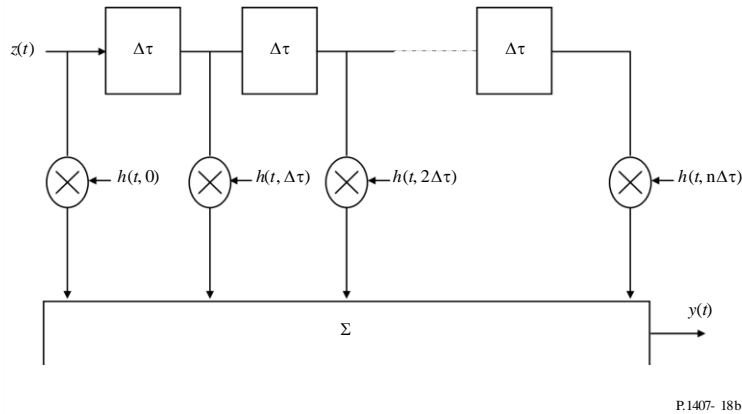 z(t)
Δτ
Δτ
Δτ
h(t, 0)
h(t, Δτ)
h(t, 2Δτ)
h(t, nΔτ)
y(t)
Σ
P.1407- 18b